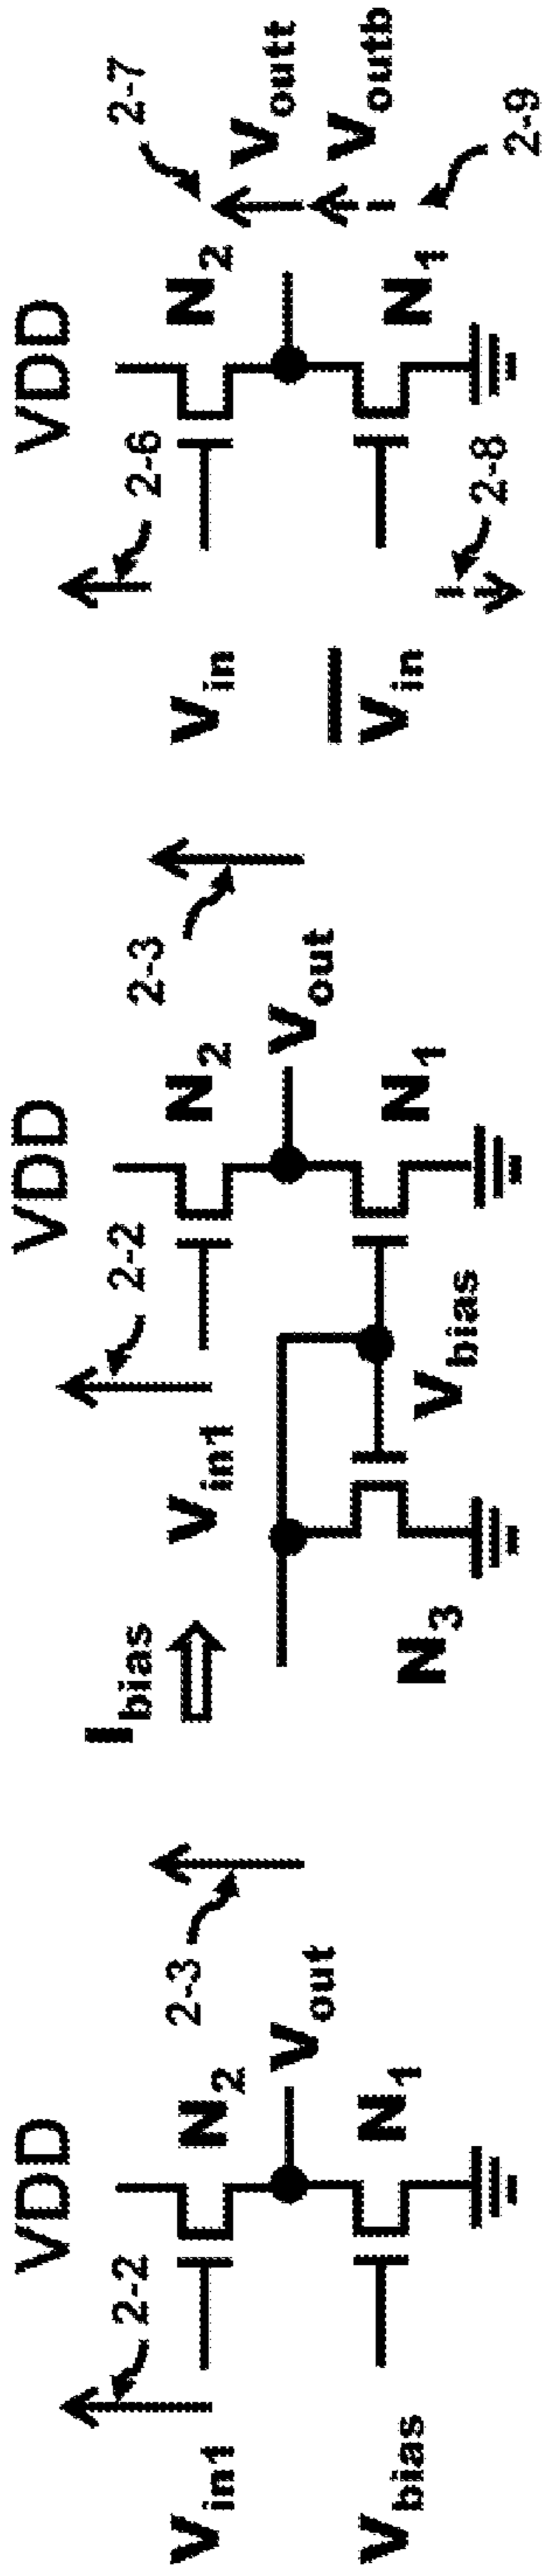 VDD
2-2
V_in1
N_2
2-3
V_out
V_bias
N_1
I_bias
VDD
2-2
V_in1
N_2
2-3
V_out
V_bias
N_3
N_1
VDD
2-6
V_in
N_2
2-7
V_outt
V_outb
V̅_in
2-8
N_1
2-9